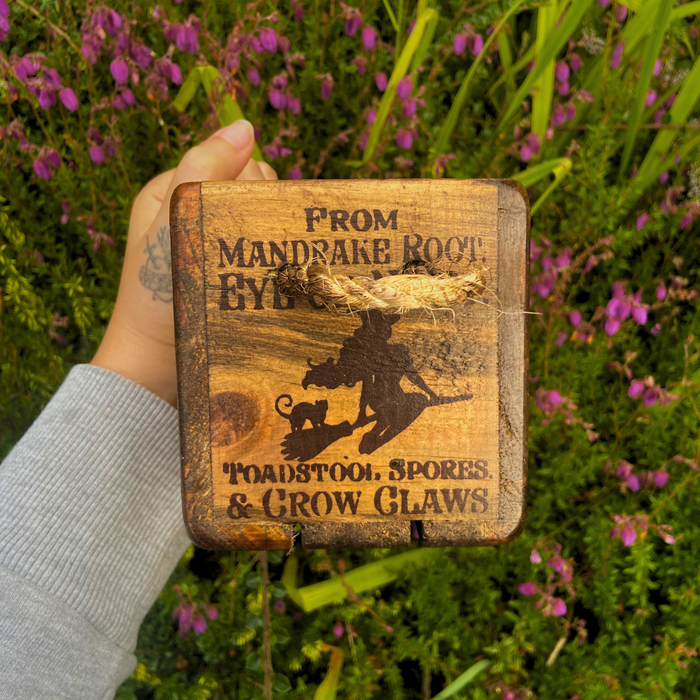 From
Mandrake Root,
Eye
Toadstool Spores,
& Crow Claws